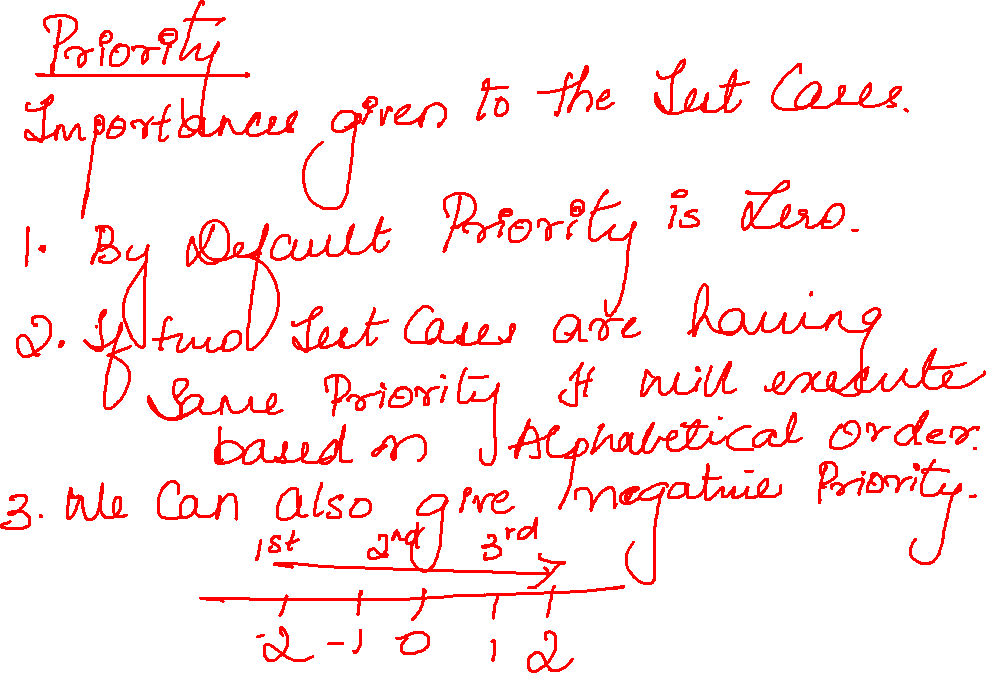 Priority
Importances given to the Test Cases.
1. By Default Priority is Zero.
2. If two Test Cases are having
Same Priority It will execute
based on Alphabetical order.
3. We Can also give negative Priority.
1st 2nd 3rd
-2 -1 0 1 2